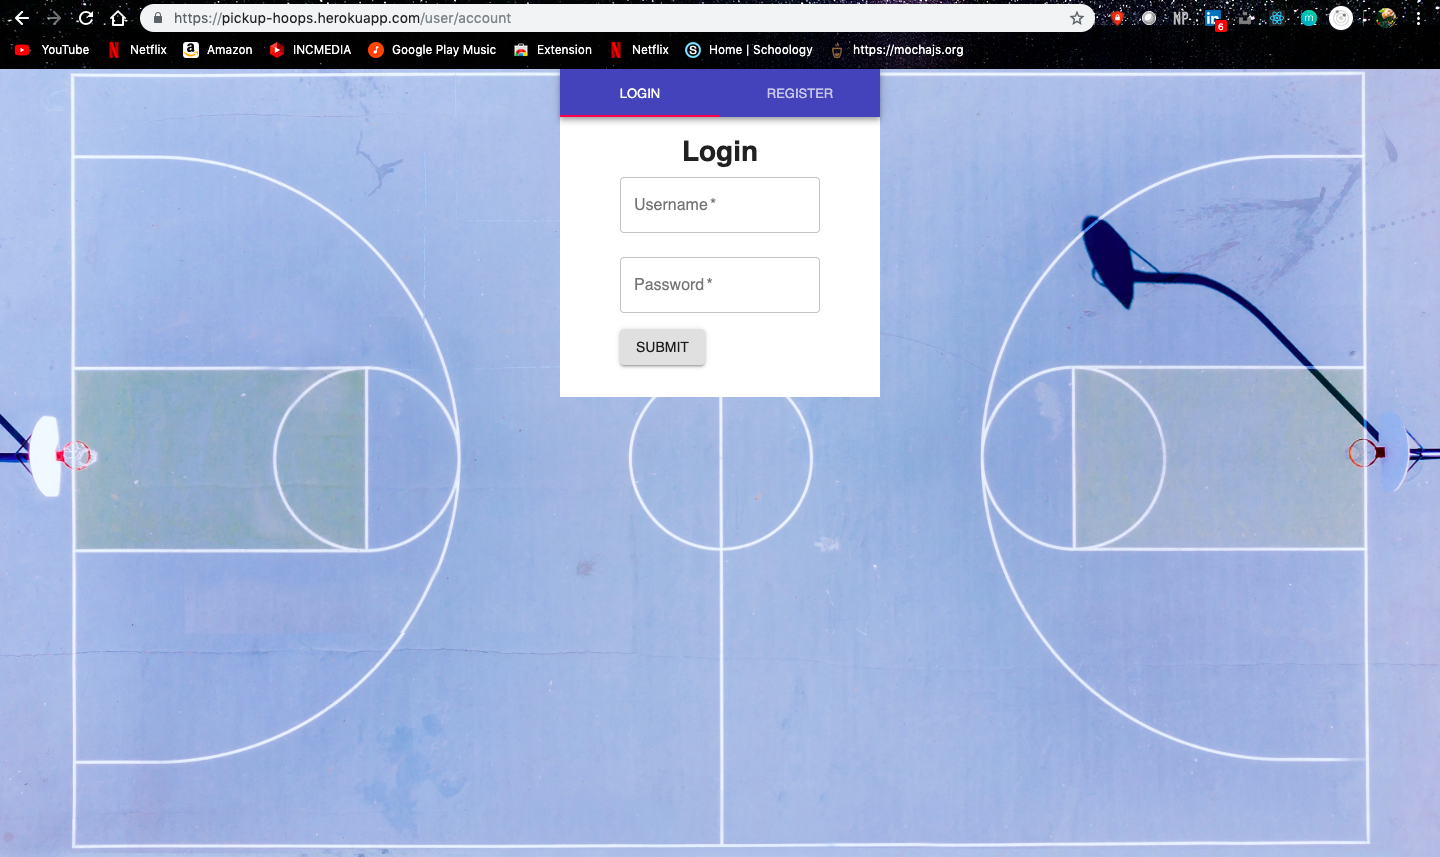 https://pickup-hoops.herokuapp.com/user/account
NP.
in
6
m
YouTube
Netflix
Amazon
INCMEDIA
Google Play Music
Extension
Netflix
Home | Schoology
https://mochajs.org
LOGIN
REGISTER
Login
Username *
Password *
SUBMIT